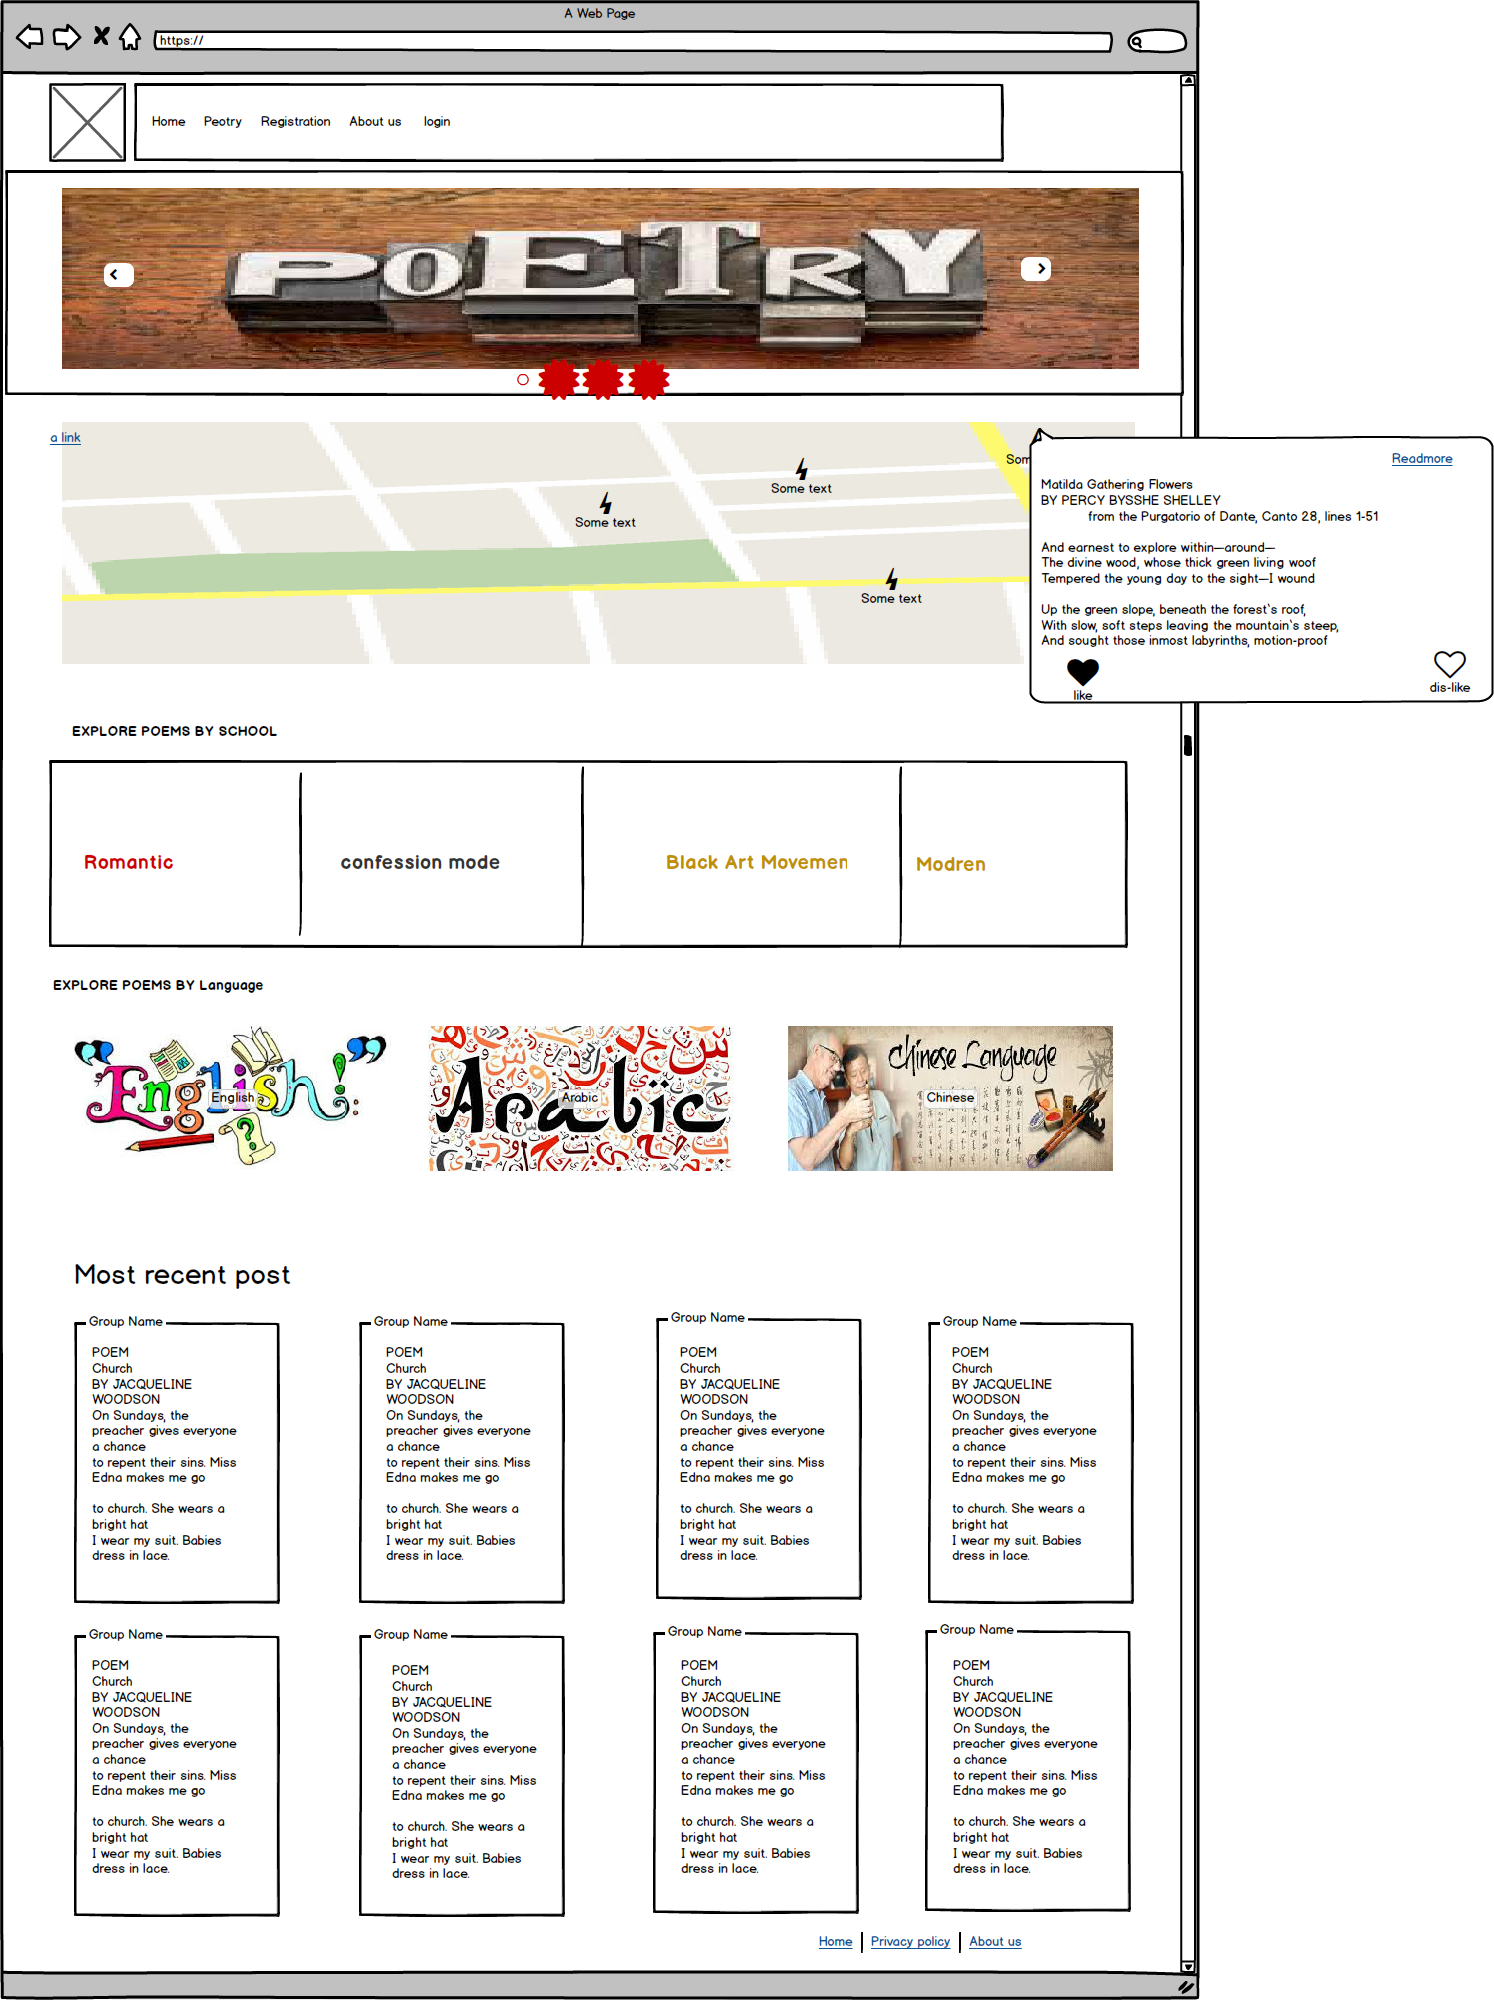 A Web Page
https://
Home Peotry Registration About us login
POETRY
a link
Some text
Some text
Some text
Som
Readmore
Matilda Gathering Flowers
BY PERCY BYSSHE SHELLEY
from the Purgatorio of Dante, Canto 28, lines 1-51
And earnest to explore within—around—
The divine wood, whose thick green living woof
Tempered the young day to the sight—I wound
Up the green slope, beneath the forest`s roof,
With slow, soft steps leaving the mountain`s steep,
And sought those inmost labyrinths, motion-proof
like
dis-like
EXPLORE POEMS BY SCHOOL
Romantic
confession mode
Black Art Movemen
Modren
EXPLORE POEMS BY Language
English!
English
Arabic
Arabic
Chinese Language
Chinese
Most recent post
Group Name
POEM
Church
BY JACQUELINE
WOODSON
On Sundays, the
preacher gives everyone
a chance
to repent their sins. Miss
Edna makes me go
to church. She wears a
bright hat
I wear my suit. Babies
dress in lace.
Group Name
POEM
Church
BY JACQUELINE
WOODSON
On Sundays, the
preacher gives everyone
a chance
to repent their sins. Miss
Edna makes me go
to church. She wears a
bright hat
I wear my suit. Babies
dress in lace.
Group Name
POEM
Church
BY JACQUELINE
WOODSON
On Sundays, the
preacher gives everyone
a chance
to repent their sins. Miss
Edna makes me go
to church. She wears a
bright hat
I wear my suit. Babies
dress in lace.
Group Name
POEM
Church
BY JACQUELINE
WOODSON
On Sundays, the
preacher gives everyone
a chance
to repent their sins. Miss
Edna makes me go
to church. She wears a
bright hat
I wear my suit. Babies
dress in lace.
Group Name
POEM
Church
BY JACQUELINE
WOODSON
On Sundays, the
preacher gives everyone
a chance
to repent their sins. Miss
Edna makes me go
to church. She wears a
bright hat
I wear my suit. Babies
dress in lace.
Group Name
POEM
Church
BY JACQUELINE
WOODSON
On Sundays, the
preacher gives everyone
a chance
to repent their sins. Miss
Edna makes me go
to church. She wears a
bright hat
I wear my suit. Babies
dress in lace.
Group Name
POEM
Church
BY JACQUELINE
WOODSON
On Sundays, the
preacher gives everyone
a chance
to repent their sins. Miss
Edna makes me go
to church. She wears a
bright hat
I wear my suit. Babies
dress in lace.
Group Name
POEM
Church
BY JACQUELINE
WOODSON
On Sundays, the
preacher gives everyone
a chance
to repent their sins. Miss
Edna makes me go
to church. She wears a
bright hat
I wear my suit. Babies
dress in lace.
Home | Privacy policy | About us